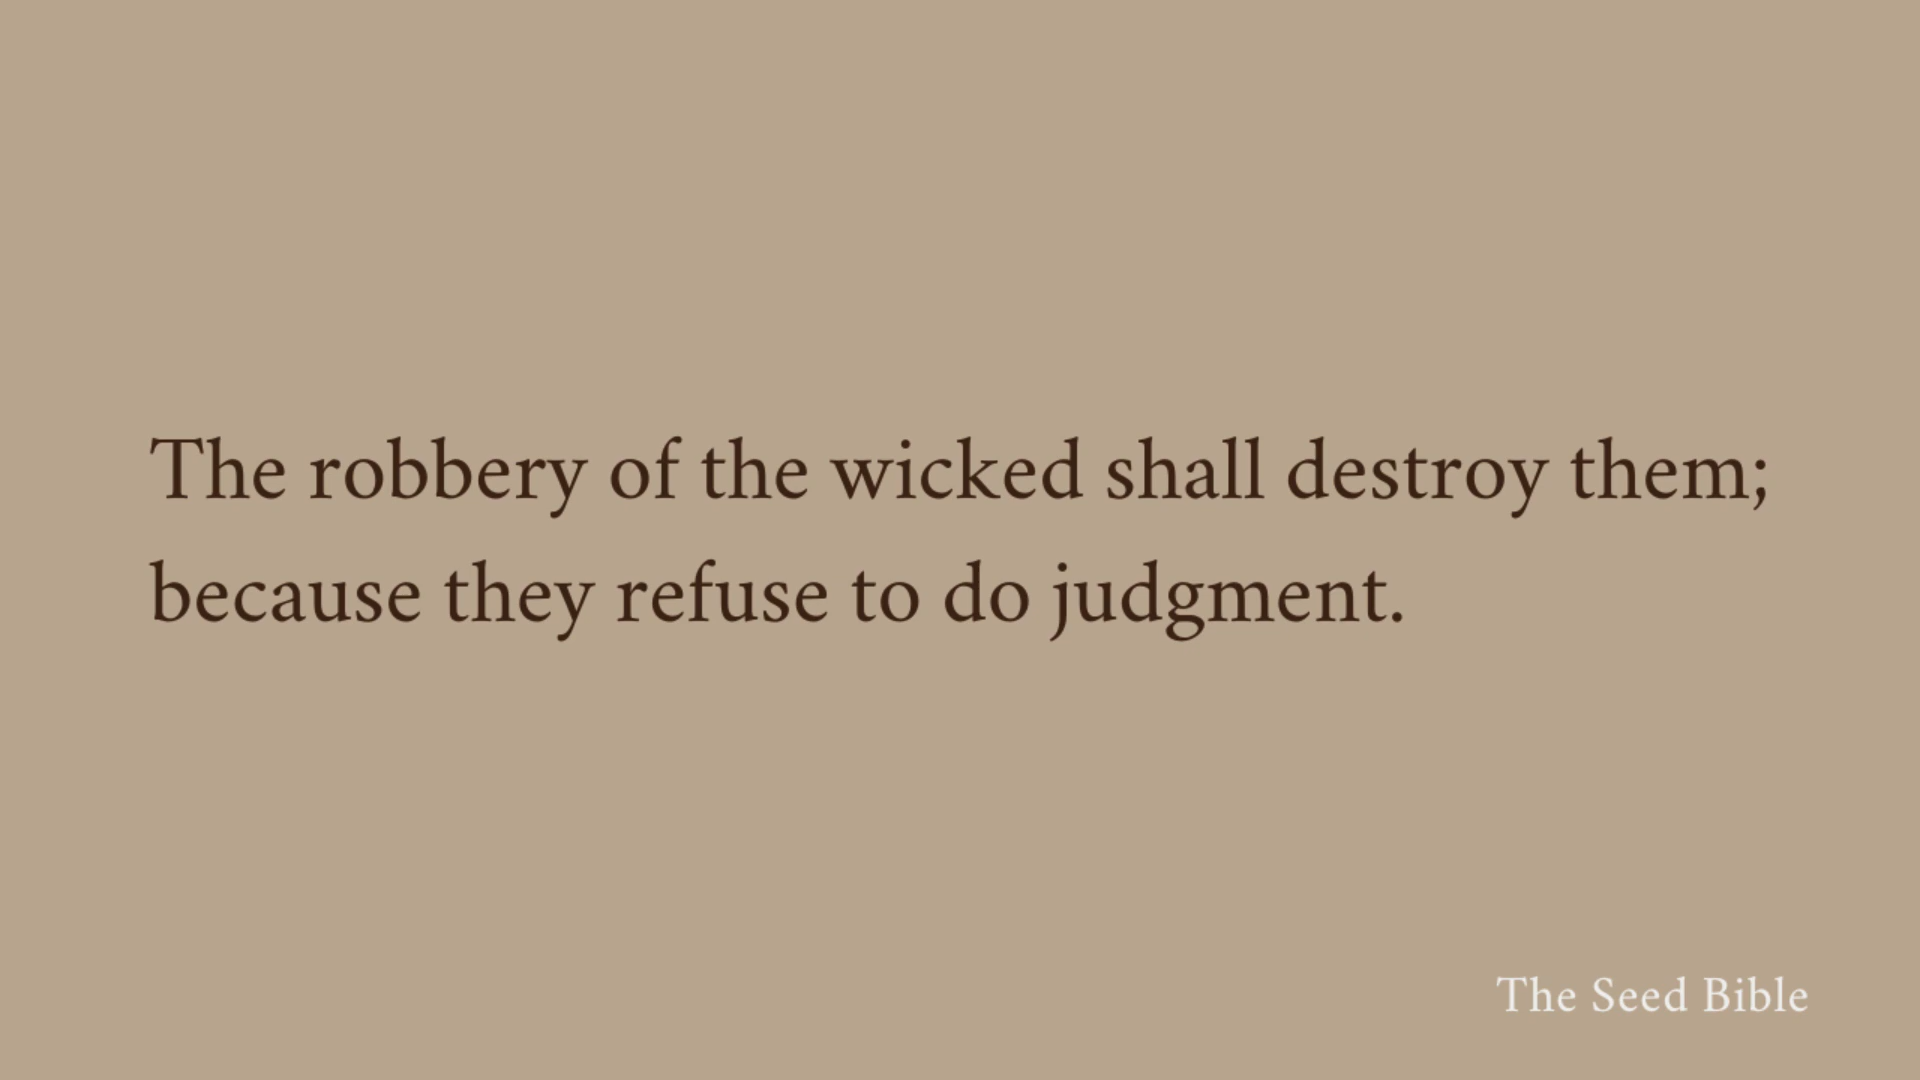 The robbery of the wicked shall destroy them;
because they refuse to do judgment.
The Seed Bible